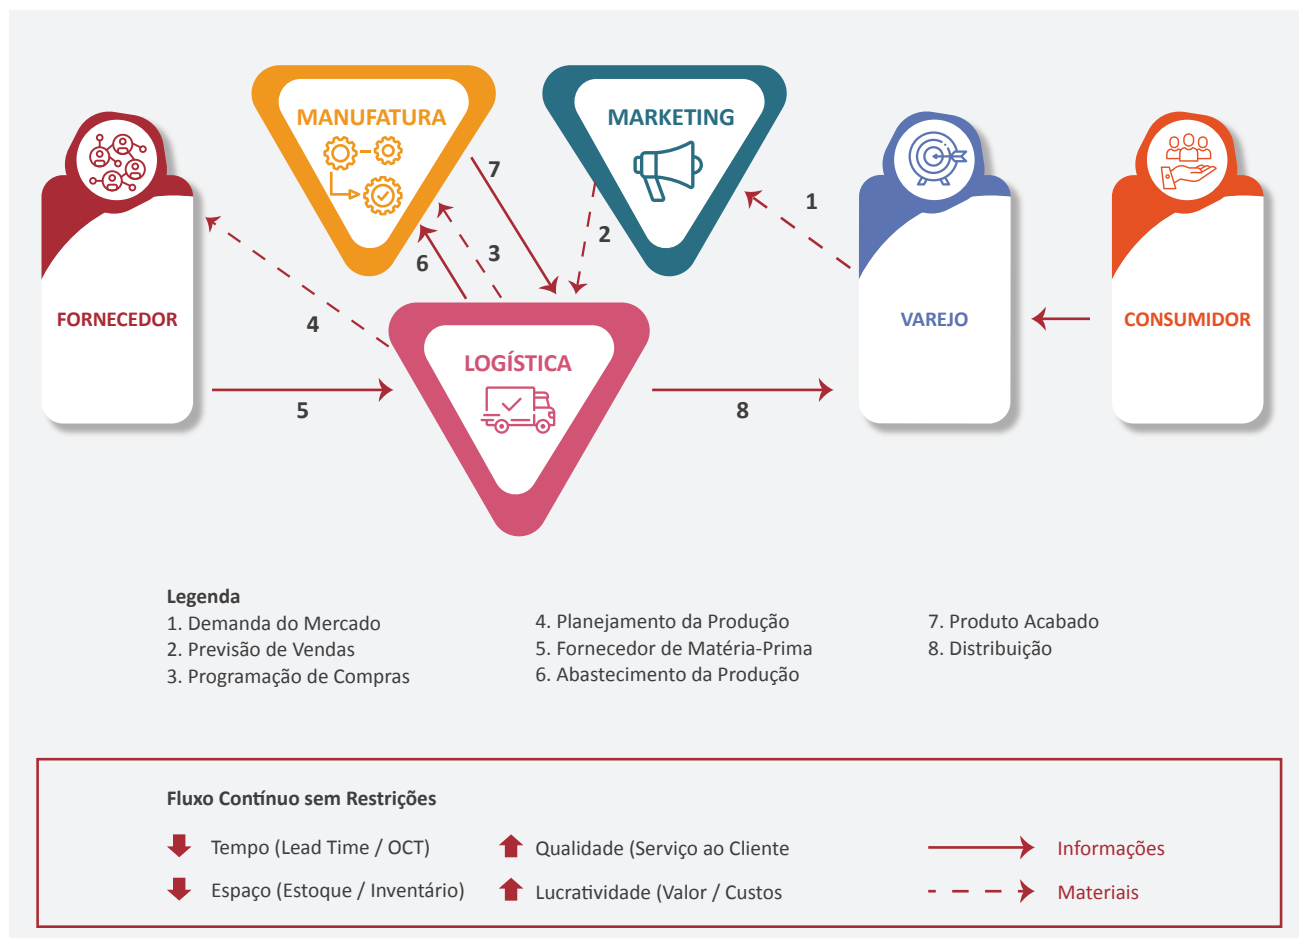 MANUFATURA
MARKETING
7
1
2
3
6
FORNECEDOR
4
VAREJO
CONSUMIDOR
LOGÍSTICA
5
8
Legenda
1. Demanda do Mercado
2. Previsão de Vendas
3. Programação de Compras
4. Planejamento da Produção
5. Fornecedor de Matéria-Prima
6. Abastecimento da Produção
7. Produto Acabado
8. Distribuição
Fluxo Contínuo sem Restrições
Tempo (Lead Time / OCT)
Espaço (Estoque / Inventário)
Qualidade (Serviço ao Cliente
Lucratividade (Valor / Custos
Informações
Materiais